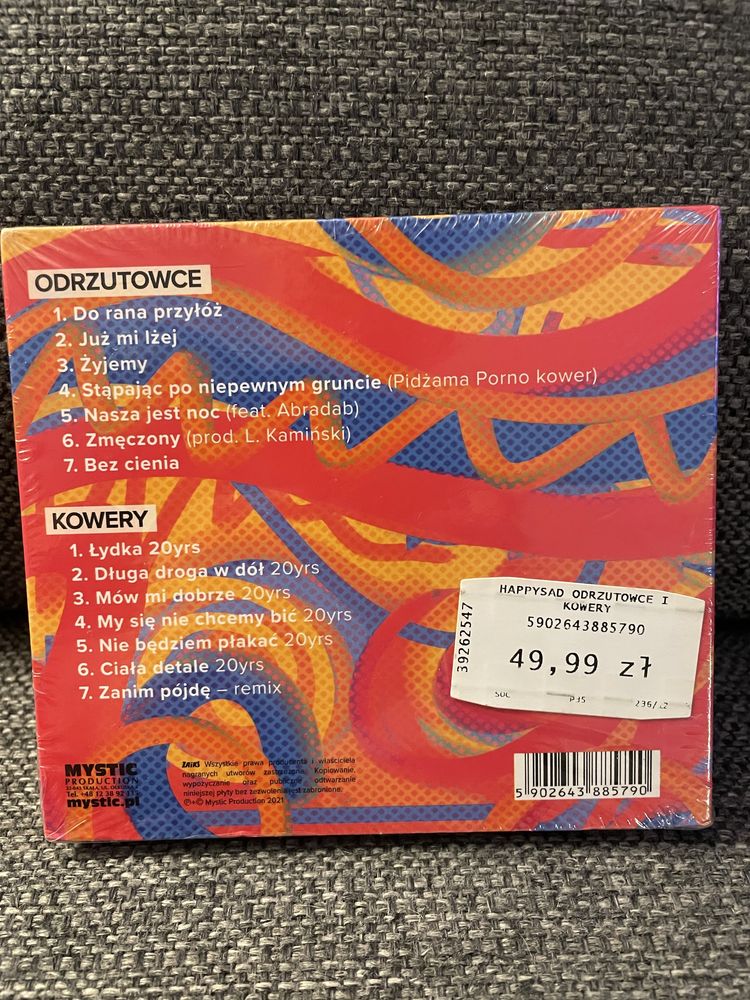 ODRZUTOWCE
1. Do rana przyłóż
2. Już mi lżej
3. Żyjemy
4. Stąpając po niepewnym gruncie (Pidżama Porno kower)
5. Nasza jest noc (feat. Abradab)
6. Zmęczony (prod. L. Kamiński)
7. Bez cienia
KOWERY
1. Łydka 20yrs
2. Długa droga w dół 20yrs
3. Mów mi dobrze 20yrs
4. My się nie chcemy bić 20yrs
5. Nie będziem płakać 20yrs
6. Ciała detale 20yrs
7. Zanim pójdę – remix
HAPPYSAD ODRZUTOWCE I
KOWERY
5902643885790
39262547
49,99 zł
MYSTIC
PRODUCTION
mystic.pl
ZAiKS Wszystkie prawa producenta i właściciela
nagranych utworów zastrzeżone. Kopiowanie,
wypożyczanie oraz publiczne odtwarzanie
niniejszej płyty bez zezwolenia jest zabronione.
℗+© Mystic Production 2021
5 902643 885790